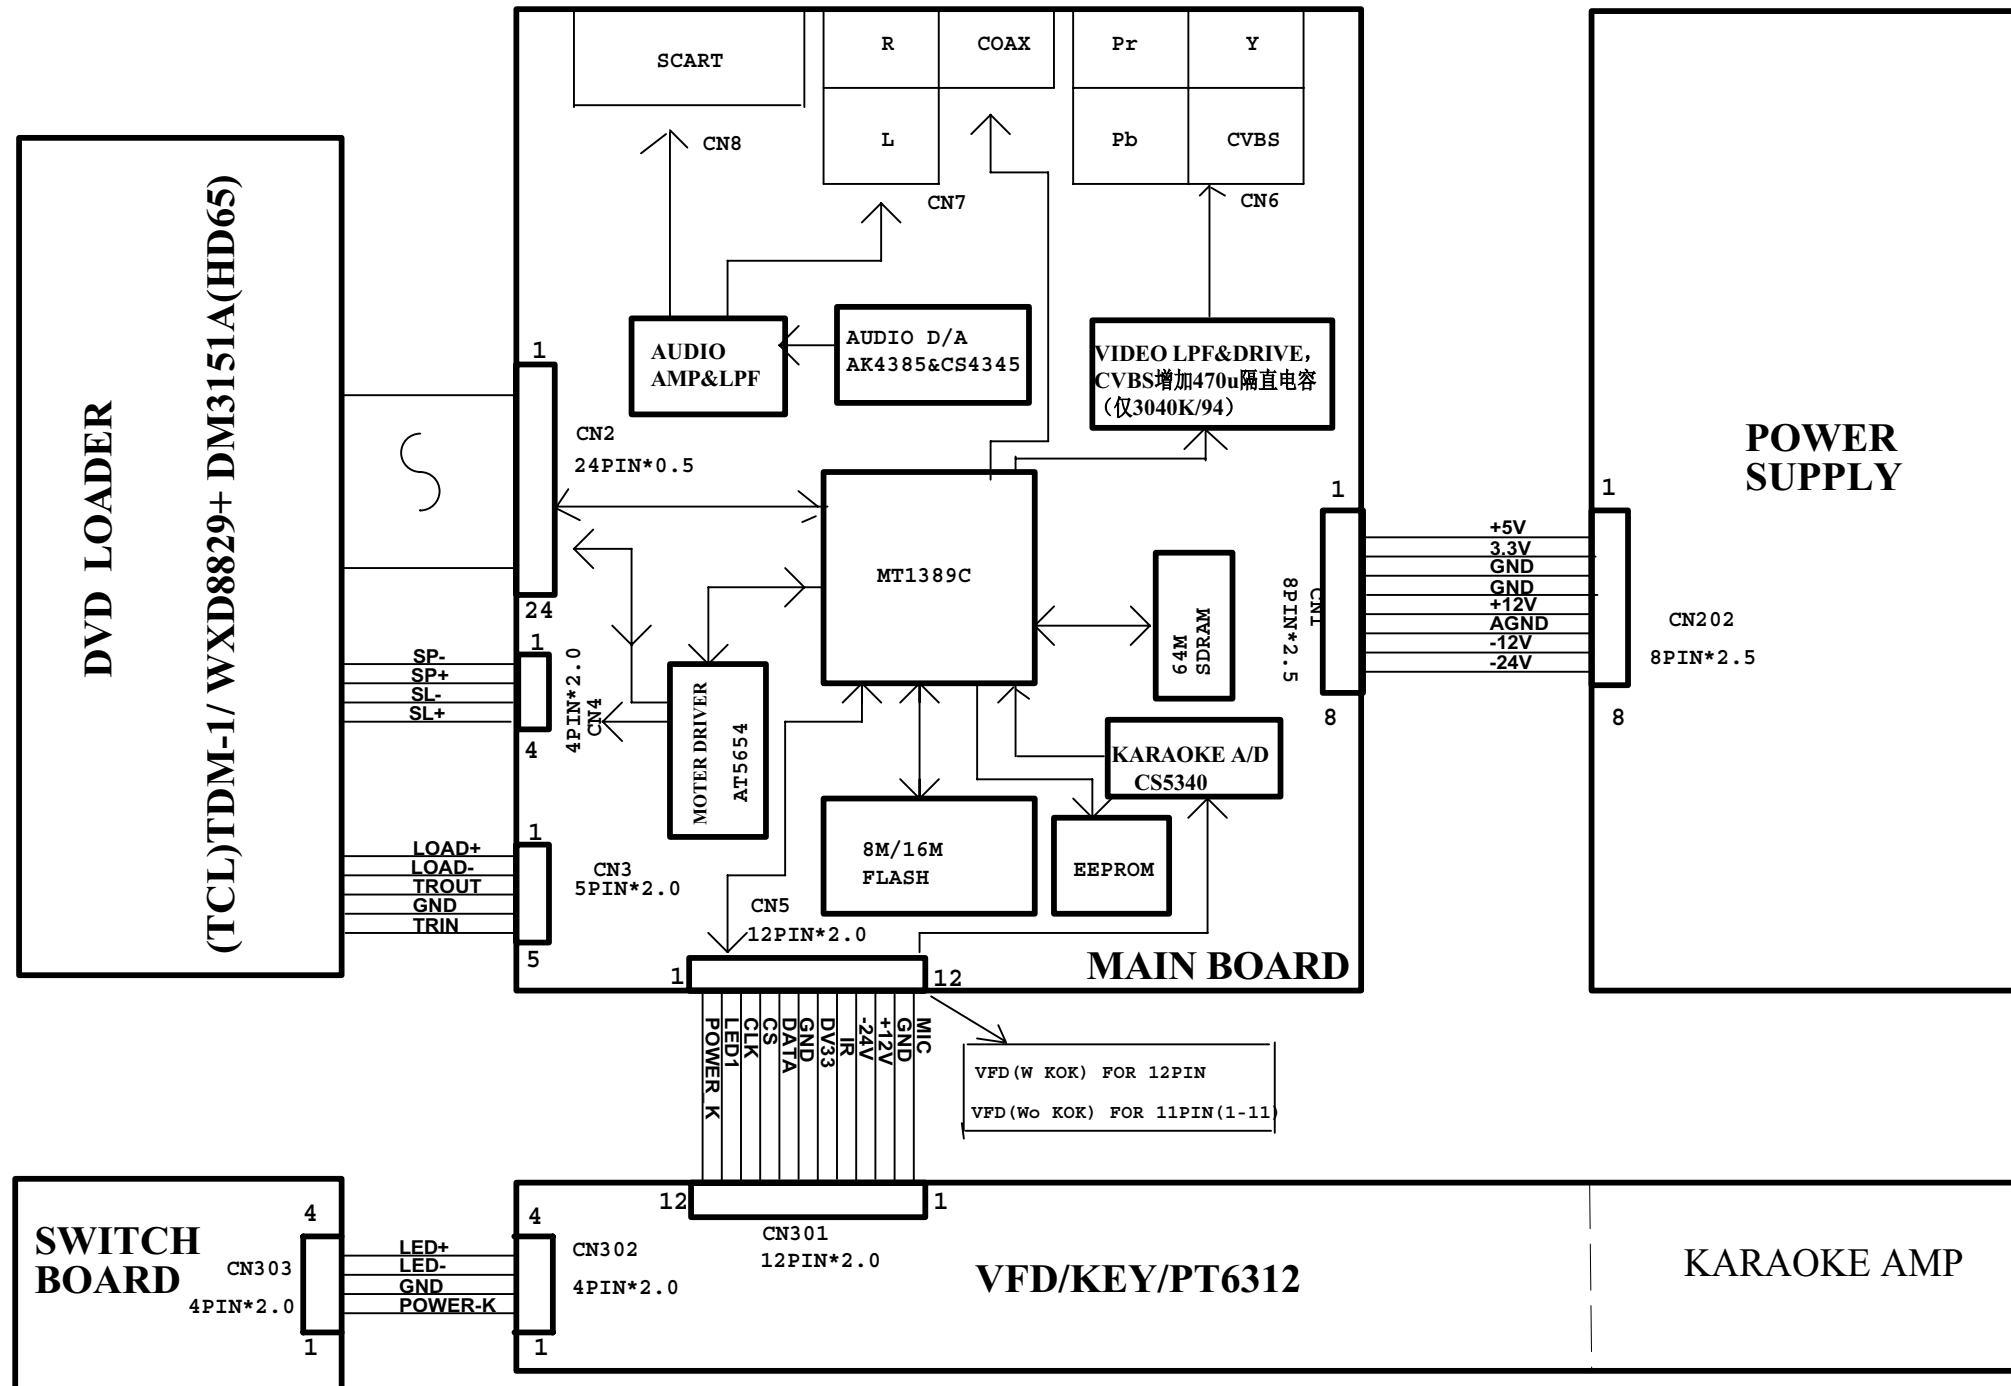 SCART
R
COAX
Pr
Y
L
Pb
CVBS
CN8
CN7
CN6
DVD LOADER
(TCL)TDM-1/ WXD8829+ DM3151A(HD65)
AUDIO
AMP&LPF
AUDIO D/A
AK4385&CS4345
VIDEO LPF&DRIVE,
CVBS增加470u隔直电容
（仅3040K/94）
1
CN2
24PIN*0.5
24
MT1389C
64M
SDRAM
1
CN1
8PIN*2.5
8
+5V
3.3V
GND
GND
+12V
AGND
-12V
-24V
POWER
SUPPLY
1
CN202
8PIN*2.5
8
SP-
SP+
SL-
SL+
1
4PIN*2.0
CN4
4
MOTER DRIVER
AT5654
KARAOKE A/D
CS5340
LOAD+
LOAD-
TROUT
GND
TRIN
1
CN3
5PIN*2.0
5
8M/16M
FLASH
EEPROM
CN5
12PIN*2.0
MAIN BOARD
1
12
POWER K
LED1
CLK
CS
DATA
GND
DV33
IR
-24V
+12V
GND
MIC
VFD(W KOK) FOR 12PIN
VFD(Wo KOK) FOR 11PIN(1-11)
12
1
CN301
12PIN*2.0
SWITCH
BOARD
4
CN303
4PIN*2.0
1
LED+
LED-
GND
POWER-K
4
CN302
4PIN*2.0
1
VFD/KEY/PT6312
KARAOKE AMP